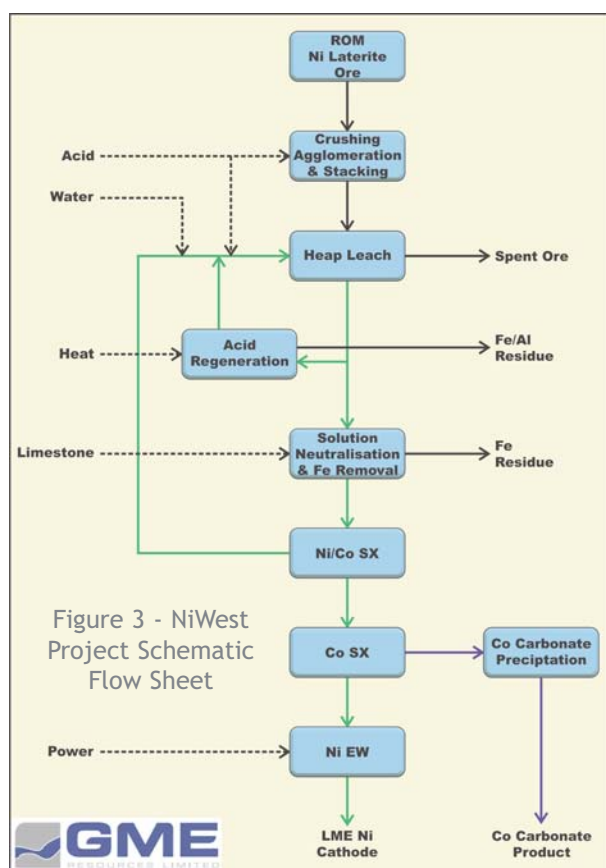 ROM
Ni Laterite
Ore
Crushing
Agglomeration
& Stacking
Acid
Water
Heap Leach
Spent Ore
Heat
Acid
Regeneration
Fe/Al
Residue
Limestone
Solution
Neutralisation
& Fe Removal
Fe
Residue
Ni/Co SX
Figure 3 - NiWest
Project Schematic
Flow Sheet
Co SX
Co Carbonate
Preciptation
Power
Ni EW
GME
RESOURCES LIMITED
LME Ni
Cathode
Co Carbonate
Product